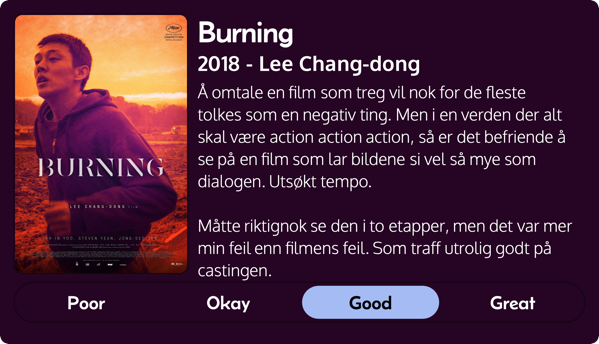 Burning
2018 - Lee Chang-dong
Å omtale en film som treg vil nok for de fleste
tolkes som en negativ ting. Men i en verden der alt
skal være action action action, så er det befriende å
se på en film som lar bildene si vel så mye som
dialogen. Utsøkt tempo.
Måtte riktignok se den i to etapper, men det var mer
min feil enn filmens feil. Som traff utrolig godt på
castingen.
BURNING
LEE CHANG-DONG
Poor
Okay
Good
Great